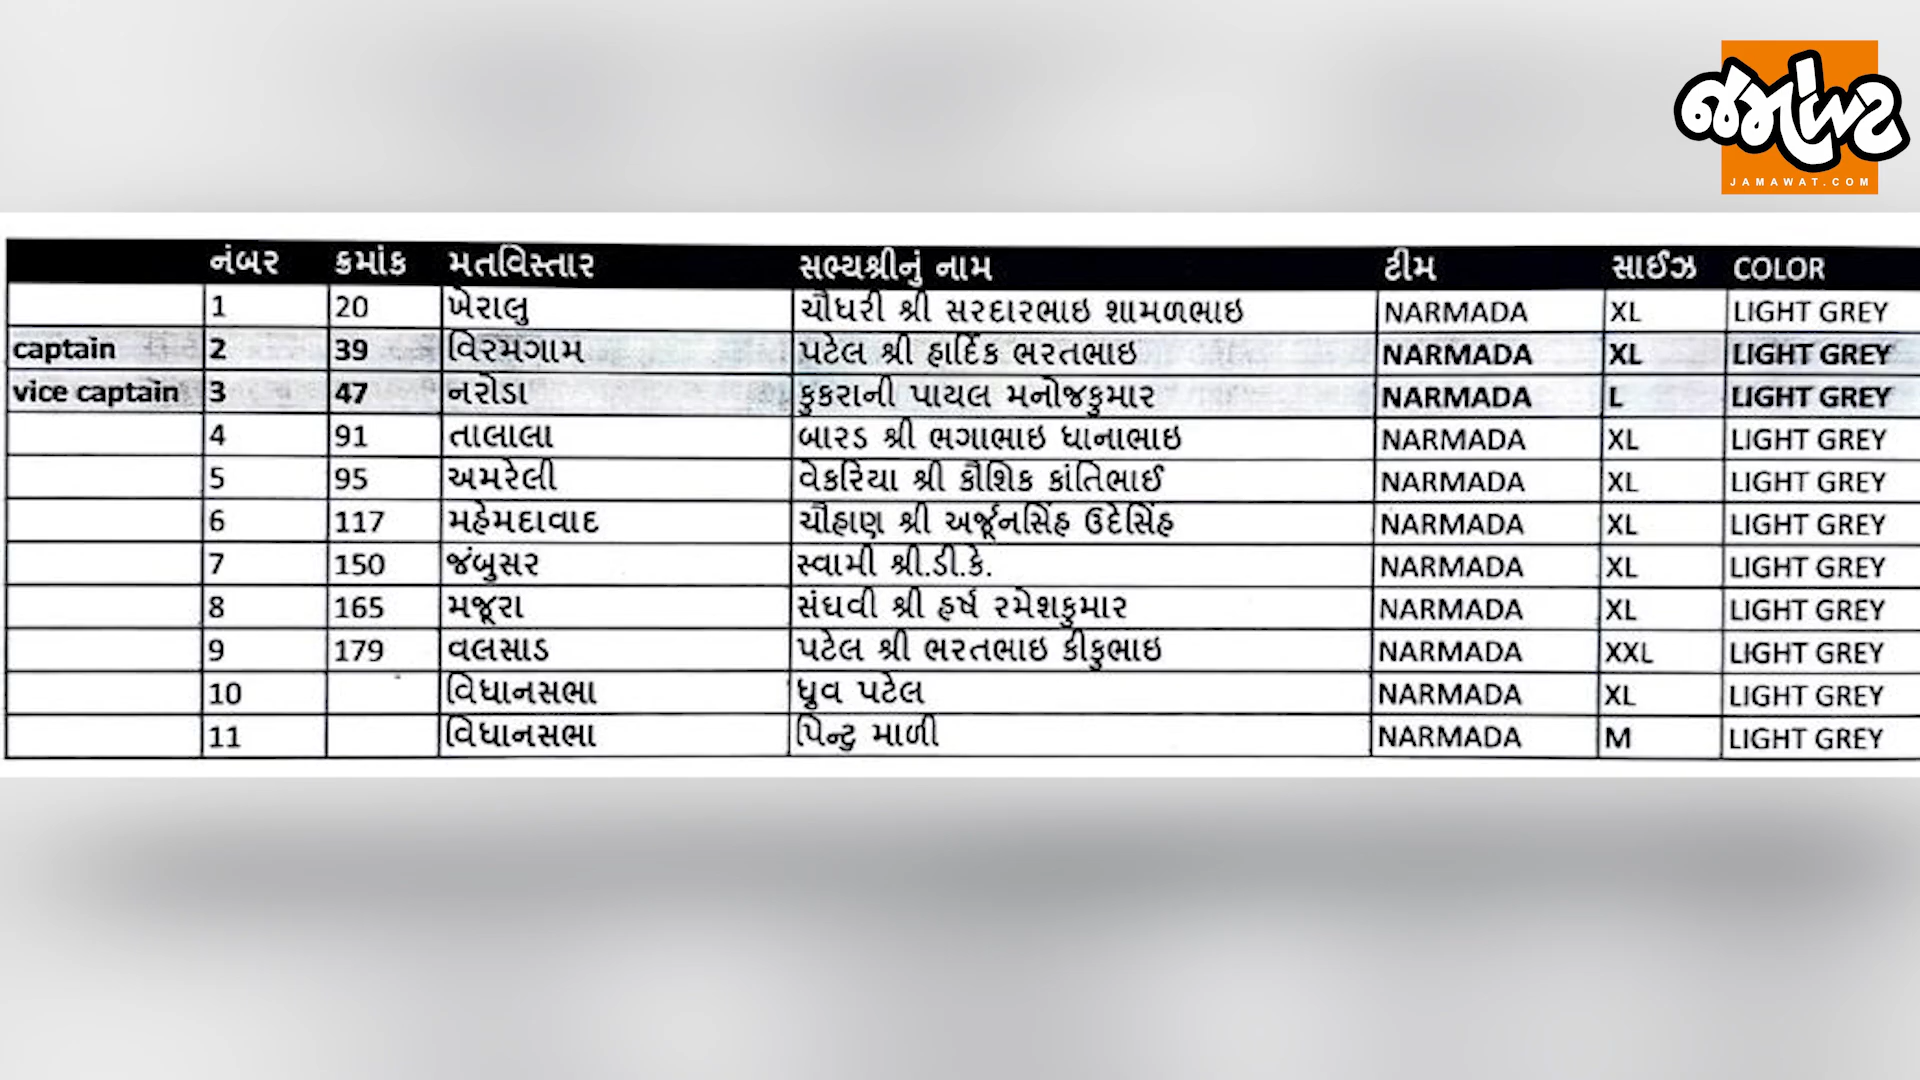 જમાવટ
JAMAWAT.COM
નંબર ક્રમાંક મતવિસ્તાર સભ્યશ્રીનું નામ ટીમ સાઈઝ COLOR
1 20 ખેરાલુ ચૌધરી શ્રી સરદારભાઇ શામળભાઇ NARMADA XL LIGHT GREY
captain 2 39 વિરમગામ પટેલ શ્રી હાર્દિક ભરતભાઇ NARMADA XL LIGHT GREY
vice captain 3 47 નરોડા કુકરાની પાયલ મનોજકુમાર NARMADA L LIGHT GREY
4 91 તાલાલા બારડ શ્રી ભગાભાઇ ધાનાભાઇ NARMADA XL LIGHT GREY
5 95 અમરેલી વેકરિયા શ્રી કૌશિક કાંતિભાઈ NARMADA XL LIGHT GREY
6 117 મહેમદાવાદ ચૌહાણ શ્રી અર્જૂનસિંહ ઉદેસિંહ NARMADA XL LIGHT GREY
7 150 જંબુસર સ્વામી શ્રી.ડી.કે. NARMADA XL LIGHT GREY
8 165 મજૂરા સંઘવી શ્રી હર્ષ રમેશકુમાર NARMADA XL LIGHT GREY
9 179 વલસાડ પટેલ શ્રી ભરતભાઇ કીકુભાઇ NARMADA XXL LIGHT GREY
10 વિધાનસભા ધ્રુવ પટેલ NARMADA XL LIGHT GREY
11 વિધાનસભા પિન્ટુ માળી NARMADA M LIGHT GREY